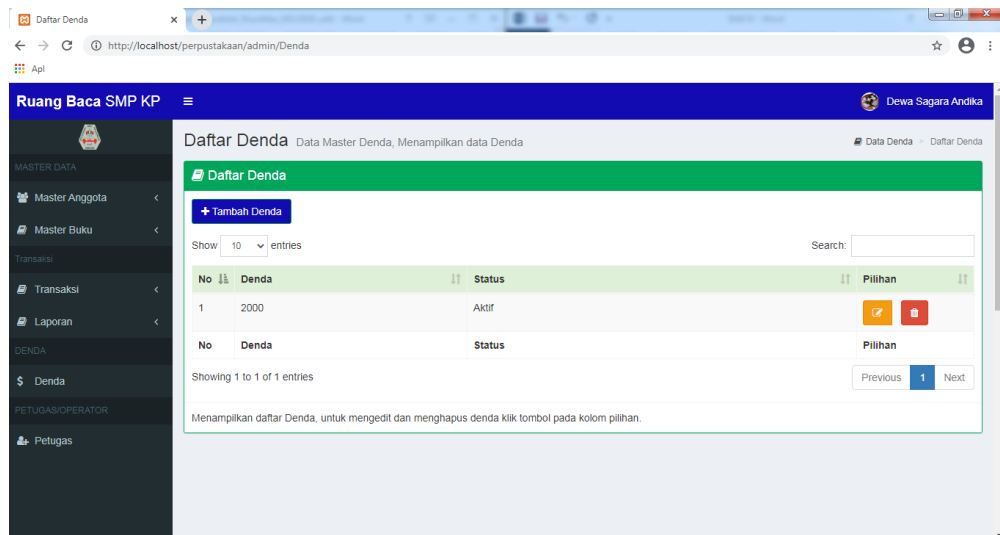 Daftar Denda
http://localhost/perpustakaan/admin/Denda
Apl
Ruang Baca SMP KP
Dewa Sagara Andika
Daftar Denda Data Master Denda, Menampilkan data Denda
Data Denda > Daftar Denda
MASTER DATA
Master Anggota
Master Buku
Transaksi
Transaksi
Laporan
DENDA
$ Denda
PETUGAS/OPERATOR
Petugas
Daftar Denda
+ Tambah Denda
Show 10 entries
Search:
No Denda Status Pilihan
1 2000 Aktif
No Denda Status Pilihan
Showing 1 to 1 of 1 entries
Previous 1 Next
Menampilkan daftar Denda, untuk mengedit dan menghapus denda klik tombol pada kolom pilihan.